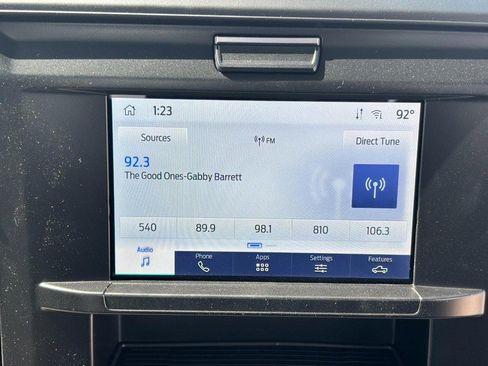 1:23 92°
Sources FM Direct Tune
92.3
The Good Ones-Gabby Barrett
540 89.9 98.1 810 106.3
Audio Phone Apps Settings Features